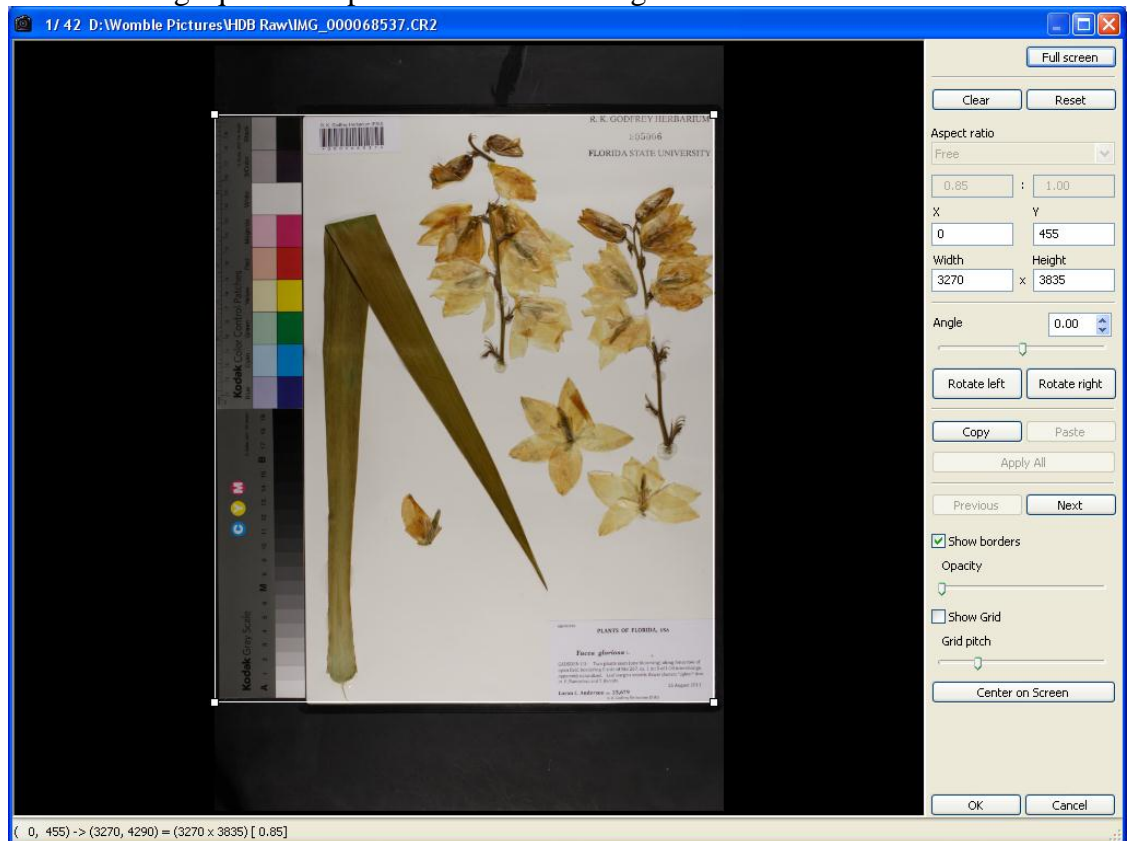 1/ 42 D:\Womble Pictures\HDB Raw\IMG_000068537.CR2
Full screen
Clear Reset
Aspect ratio
Free
0.85 : 1.00
X Y
0 455
Width Height
3270 x 3835
Angle 0.00
Rotate left Rotate right
Copy Paste
Apply All
Previous Next
Show borders
Opacity
Show Grid
Grid pitch
Center on Screen
OK Cancel
R. K. GODFREY HERBARIUM
FLORIDA STATE UNIVERSITY
Kodak Color Control Patches
C Y M
Kodak Gray Scale
A M B
PLANTS OF FLORIDA, USA
Yucca gloriosa L.
( 0, 455) -> (3270, 4290) = (3270 x 3835) [ 0.85]